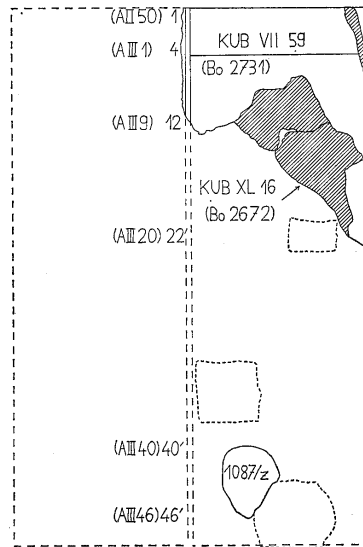 (AII 50) 1
KUB VII 59
(AIII 1) 4
(Bo 2731)
(AIII 9) 12
KUB XL 16
(Bo 2672)
(AIII 20) 22'
(AIII 40) 40'
1087/z
(AIII 46) 46'